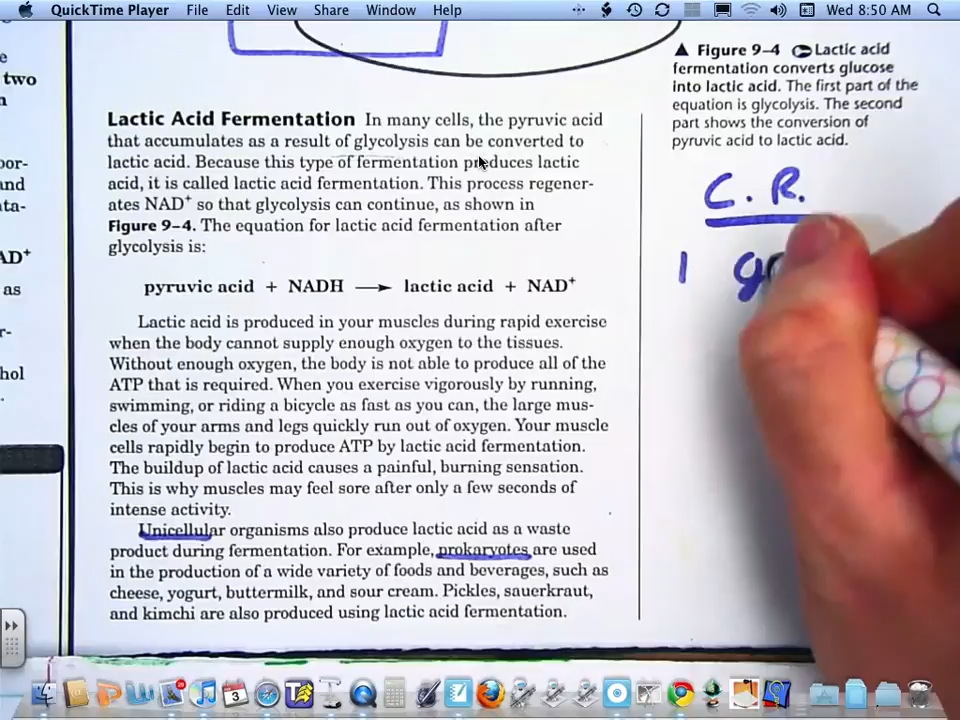 QuickTime Player File Edit View Share Window Help Wed 8:50 AM
two
por-
and
ata-
AD⁺
as
r-
hol
Lactic Acid Fermentation In many cells, the pyruvic acid
that accumulates as a result of glycolysis can be converted to
lactic acid. Because this type of fermentation produces lactic
acid, it is called lactic acid fermentation. This process regener-
ates NAD⁺ so that glycolysis can continue, as shown in
Figure 9–4. The equation for lactic acid fermentation after
glycolysis is:
pyruvic acid + NADH → lactic acid + NAD⁺
Lactic acid is produced in your muscles during rapid exercise
when the body cannot supply enough oxygen to the tissues.
Without enough oxygen, the body is not able to produce all of the
ATP that is required. When you exercise vigorously by running,
swimming, or riding a bicycle as fast as you can, the large mus-
cles of your arms and legs quickly run out of oxygen. Your muscle
cells rapidly begin to produce ATP by lactic acid fermentation.
The buildup of lactic acid causes a painful, burning sensation.
This is why muscles may feel sore after only a few seconds of
intense activity.
Unicellular organisms also produce lactic acid as a waste
product during fermentation. For example, prokaryotes are used
in the production of a wide variety of foods and beverages, such as
cheese, yogurt, buttermilk, and sour cream. Pickles, sauerkraut,
and kimchi are also produced using lactic acid fermentation.
▲ Figure 9–4 Lactic acid
fermentation converts glucose
into lactic acid. The first part of the
equation is glycolysis. The second
part shows the conversion of
pyruvic acid to lactic acid.
C. R.
1
3